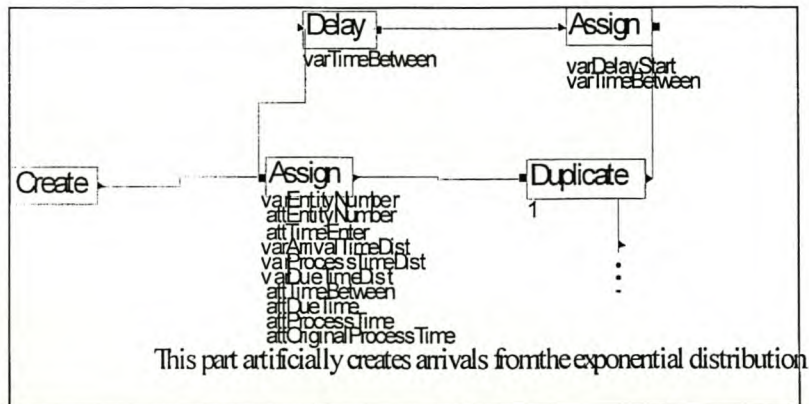 Delay
varTimeBetween
Assign
varDelayStart
varTimeBetween
Create
Assign
varEntityNumber
attEntityNumber
attTimeEnter
varArrivalTimeDist
varProcessTimeDist
varDueTimeDist
attTimeBetween
attDueTime
attProcessTime
attOriginalProcessTime
Duplicate
1
This part artificially creates arrivals from the exponential distribution